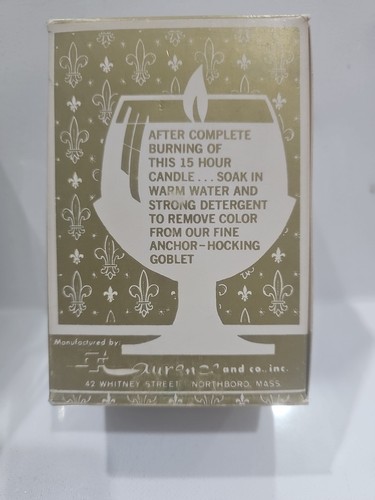 AFTER COMPLETE
BURNING OF
THIS 15 HOUR
CANDLE... SOAK IN
WARM WATER AND
STRONG DETERGENT
TO REMOVE COLOR
FROM OUR FINE
ANCHOR-HOCKING
GOBLET
Manufactured by:
and co., inc.
42 WHITNEY STREET, NORTHBORO, MASS.